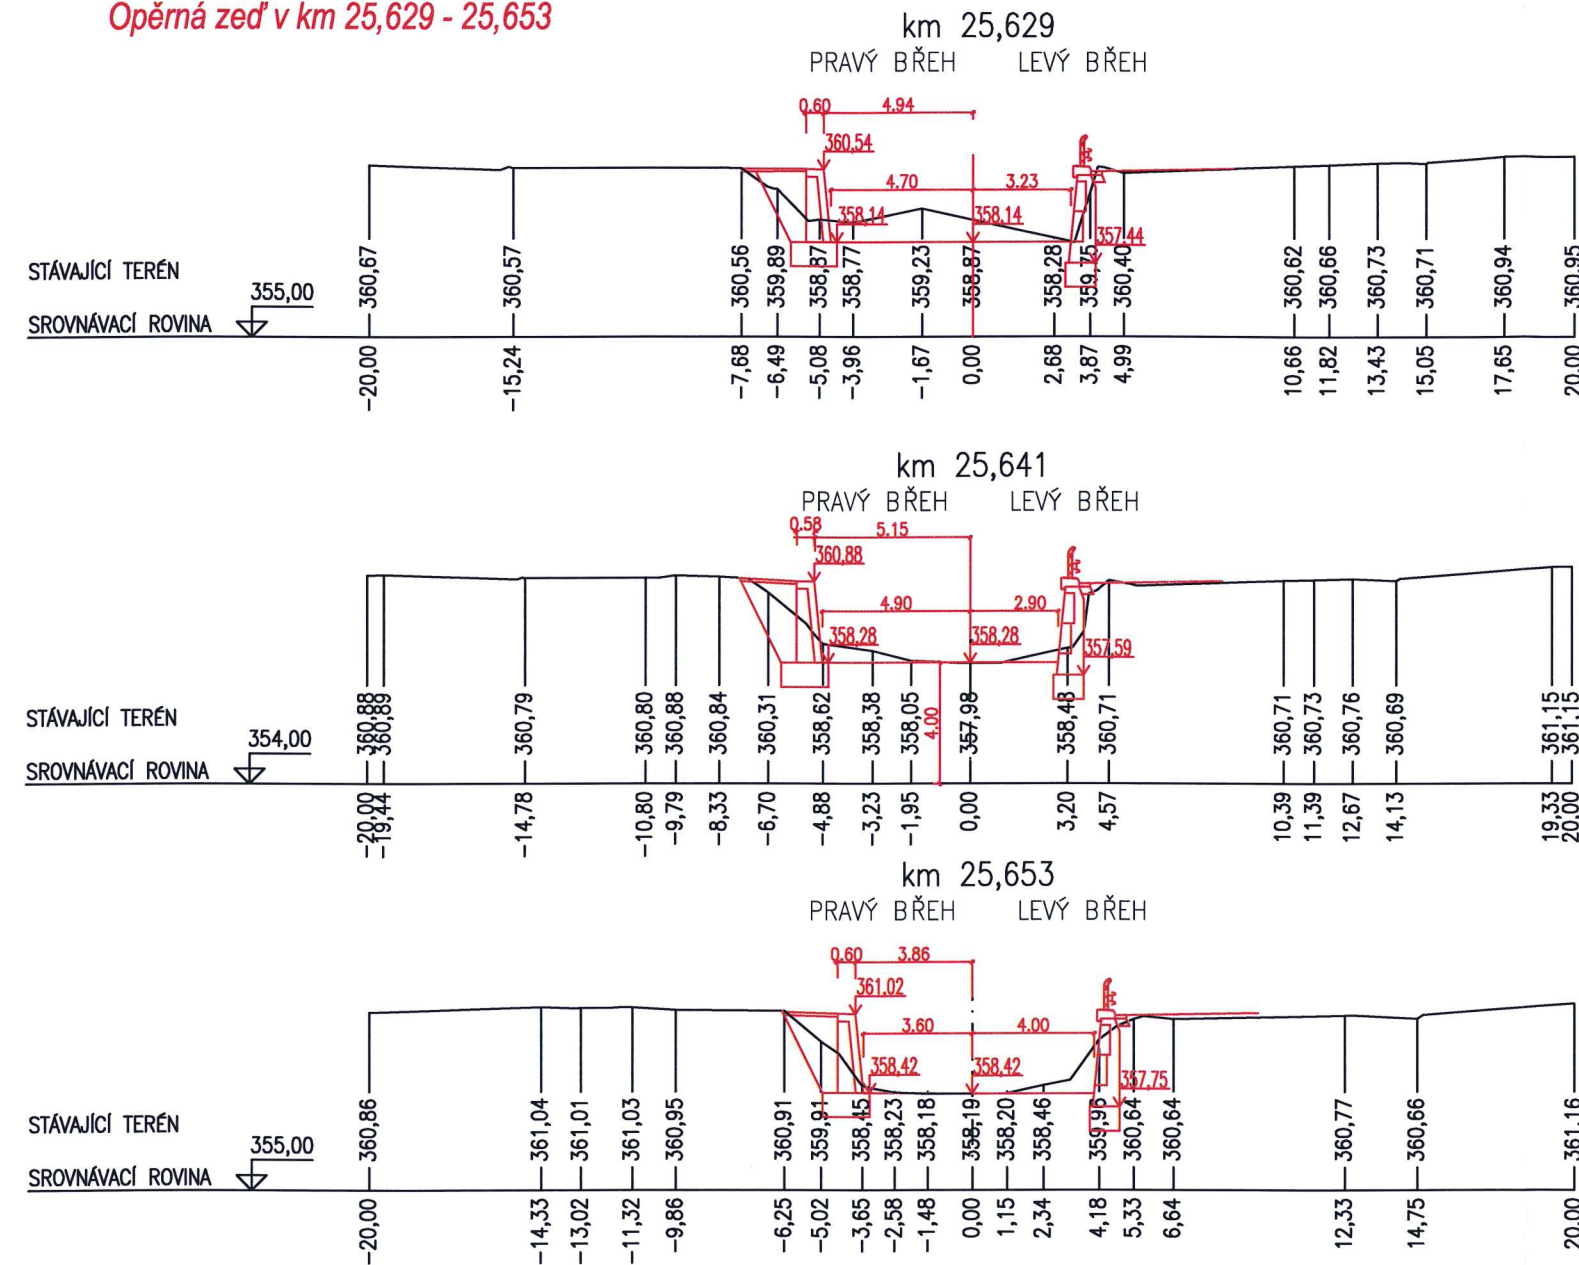 Opěrná zeď v km 25,629 - 25,653
km 25,629
PRAVÝ BŘEH LEVÝ BŘEH
0.60 4.94
360,54
4.70 3.23
358,14 358,14
357,44
STÁVAJÍCÍ TERÉN
360,67 360,57 360,56 359,89 358,87 358,77 359,23 358,87 358,28 359,75 360,40 360,62 360,66 360,73 360,71 360,94 360,95
355,00
SROVNÁVACÍ ROVINA
-20,00 -15,24 -7,68 -6,49 -5,08 -3,96 -1,67 0,00 2,68 3,87 4,99 10,66 11,82 13,43 15,05 17,65 20,00
km 25,641
PRAVÝ BŘEH LEVÝ BŘEH
0.58 5.15
360,88
4.90 2.90
358,28 358,28
357,59
4.00
STÁVAJÍCÍ TERÉN
360,88 360,89 360,79 360,80 360,88 360,84 360,31 358,62 358,38 358,05 357,98 358,43 360,71 360,71 360,73 360,76 360,69 361,15 361,15
354,00
SROVNÁVACÍ ROVINA
-20,00 -19,44 -14,78 -10,80 -9,79 -8,33 -6,70 -4,88 -3,23 -1,95 0,00 3,20 4,57 10,39 11,39 12,67 14,13 19,33 20,00
km 25,653
PRAVÝ BŘEH LEVÝ BŘEH
0.60 3.86
361,02
3.60 4.00
358,42 358,42
357,75
STÁVAJÍCÍ TERÉN
360,86 361,04 361,01 361,03 360,95 360,91 359,91 358,45 358,23 358,18 358,19 358,20 358,46 359,96 360,64 360,64 360,77 360,66 361,16
355,00
SROVNÁVACÍ ROVINA
-20,00 -14,33 -13,02 -11,32 -9,86 -6,25 -5,02 -3,65 -2,58 -1,48 0,00 1,15 2,34 4,18 5,33 6,64 12,33 14,75 20,00